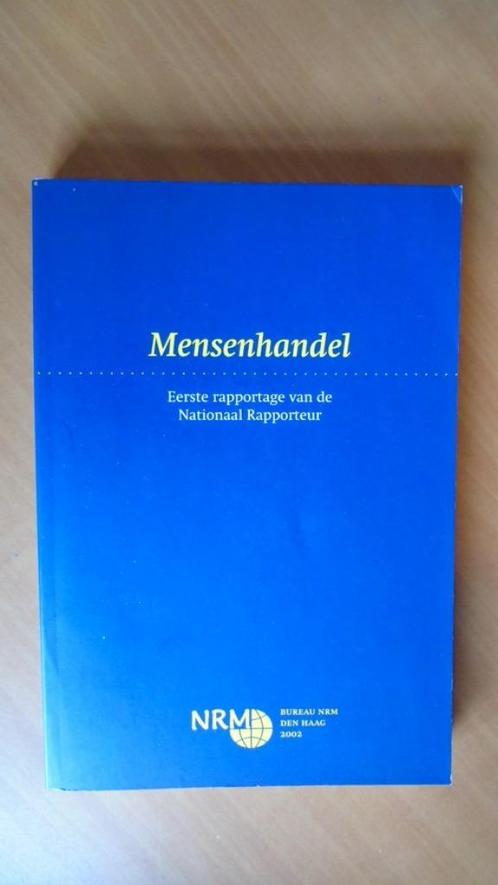 Mensenhandel
Eerste rapportage van de
Nationaal Rapporteur
NRM
BUREAU NRM
DEN HAAG
2002